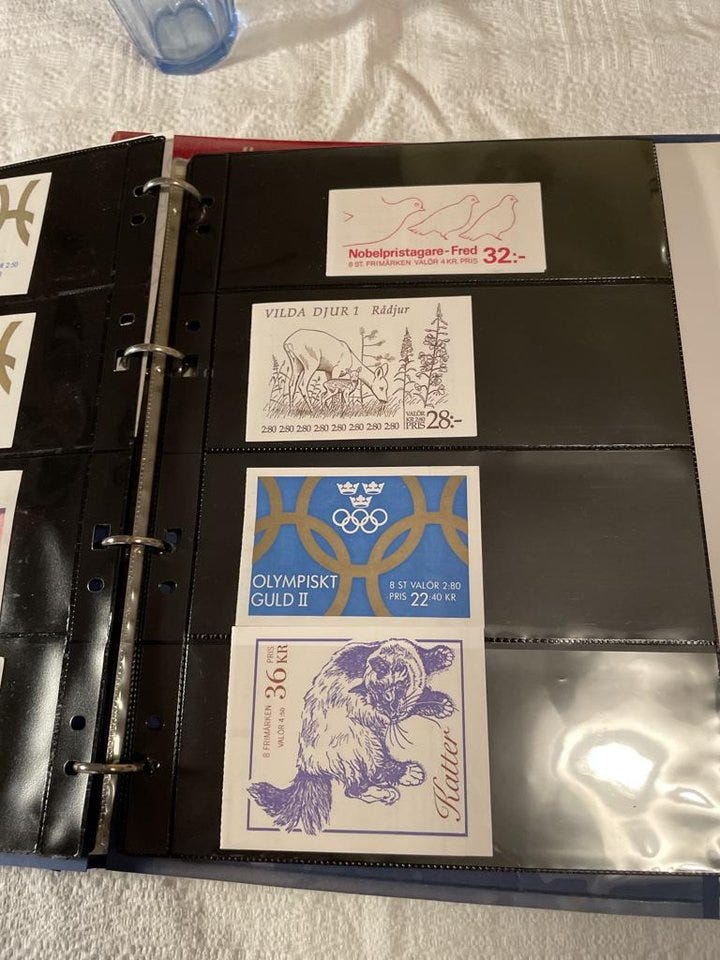 R 2:50
Nobelpristagare-Fred 32:-
8 ST. FRIMÄRKEN VALÖR 4 KR. PRIS
VILDA DJUR 1 Rådjur
2:80 2:80 2:80 2:80 2:80 2:80 2:80 2:80
VALÖR
KR 2:80
PRIS 28:-
OLYMPISKT
GULD II
8 ST VALÖR 2:80
PRIS 22:40 KR
8 FRIMÄRKEN
VALÖR 4:50
PRIS
36 KR
Katter